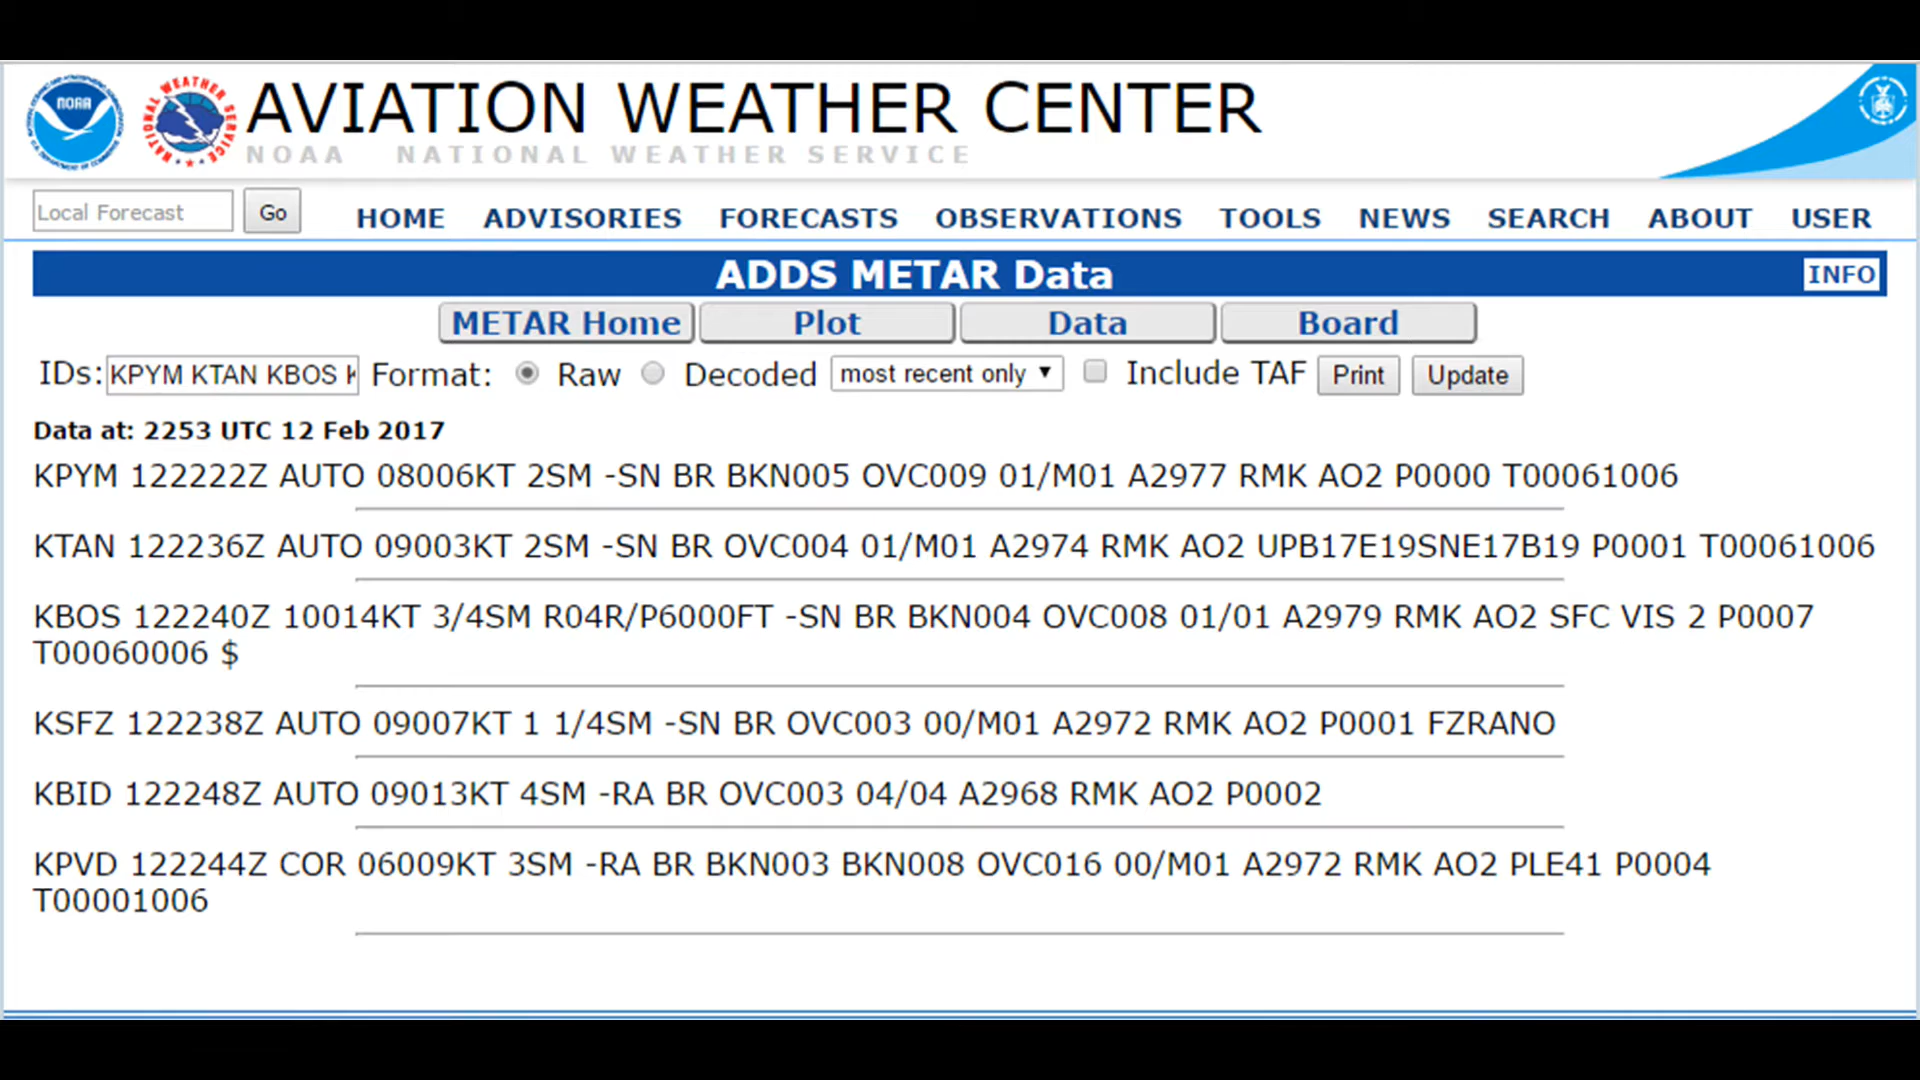 NOAA
NATIONAL WEATHER SERVICE
AVIATION WEATHER CENTER
NOAA NATIONAL WEATHER SERVICE
Local Forecast Go HOME ADVISORIES FORECASTS OBSERVATIONS TOOLS NEWS SEARCH ABOUT USER
ADDS METAR Data INFO
METAR Home Plot Data Board
IDs: KPYM KTAN KBOS Format: Raw Decoded most recent only Include TAF Print Update
Data at: 2253 UTC 12 Feb 2017
KPYM 122222Z AUTO 08006KT 2SM -SN BR BKN005 OVC009 01/M01 A2977 RMK AO2 P0000 T00061006
KTAN 122236Z AUTO 09003KT 2SM -SN BR OVC004 01/M01 A2974 RMK AO2 UPB17E19SNE17B19 P0001 T00061006
KBOS 122240Z 10014KT 3/4SM R04R/P6000FT -SN BR BKN004 OVC008 01/01 A2979 RMK AO2 SFC VIS 2 P0007
T00060006 $
KSFZ 122238Z AUTO 09007KT 1 1/4SM -SN BR OVC003 00/M01 A2972 RMK AO2 P0001 FZRANO
KBID 122248Z AUTO 09013KT 4SM -RA BR OVC003 04/04 A2968 RMK AO2 P0002
KPVD 122244Z COR 06009KT 3SM -RA BR BKN003 BKN008 OVC016 00/M01 A2972 RMK AO2 PLE41 P0004
T00001006